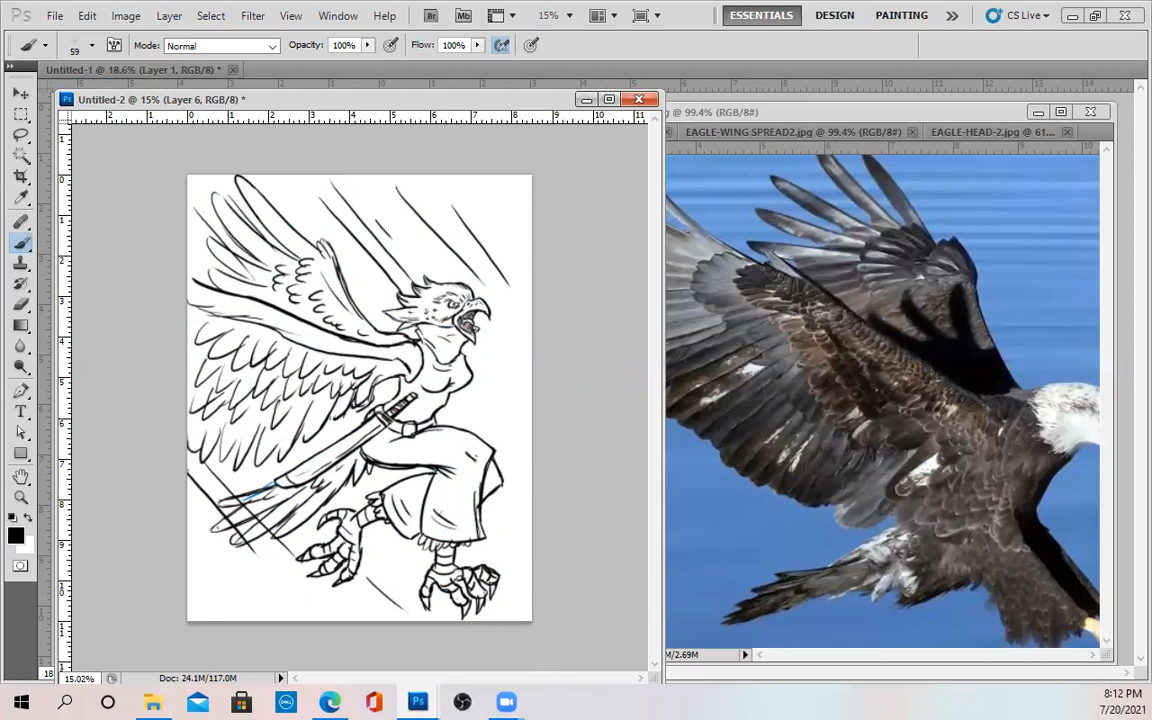 Ps File Edit Image Layer Select Filter View Window Help Br Mb 15% ESSENTIALS DESIGN PAINTING CS Live
59 Mode: Normal Opacity: 100% Flow: 100%
Untitled-1 @ 18.6% (Layer 1, RGB/8) *
Untitled-2 @ 15% (Layer 6, RGB/8) *
g @ 99.4% (RGB/8#)
EAGLE-WING SPREAD2.jpg @ 99.4% (RGB/8#) EAGLE-HEAD-2.jpg @ 61...
M/2.69M
15.02% Doc: 24.1M/117.0M
18
8:12 PM
7/20/2021